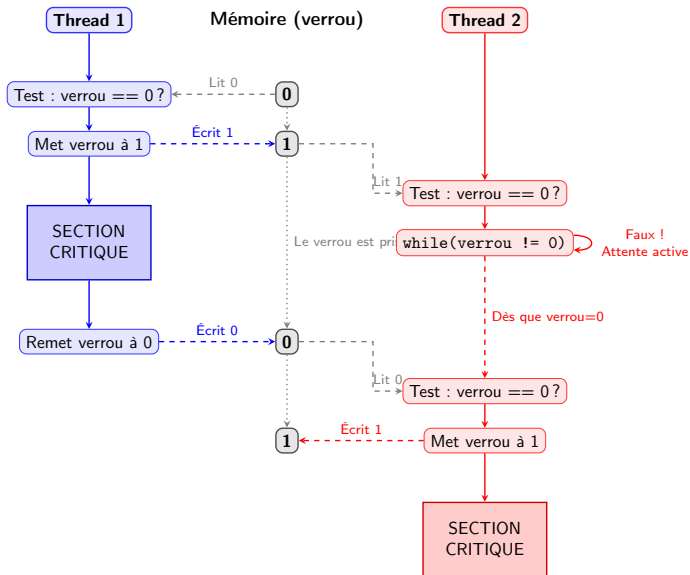 Thread 1
Mémoire (verrou)
Thread 2
Test : verrou == 0 ?
Lit 0
0
Met verrou à 1
Écrit 1
1
Lit 1
Test : verrou == 0 ?
SECTION
CRITIQUE
Le verrou est pri
while(verrou != 0)
Faux !
Attente active
Dès que verrou=0
Remet verrou à 0
Écrit 0
0
Lit 0
Test : verrou == 0 ?
1
Écrit 1
Met verrou à 1
SECTION
CRITIQUE